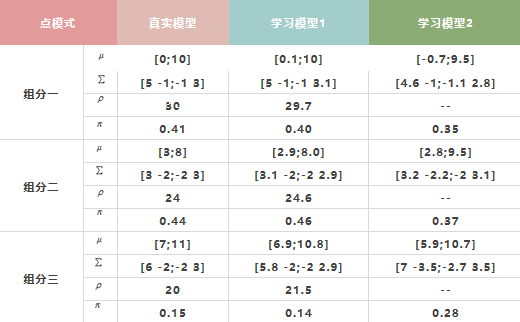 点模式 真实模型 学习模型1 学习模型2
μ [0;10] [0.1;10] [-0.7;9.5]
Σ [5 -1;-1 3] [5 -1;-1 3.1] [4.6 -1;-1.1 2.8]
组分一
ρ 30 29.7 --
π 0.41 0.40 0.35
μ [3;8] [2.9;8.0] [2.8;9.5]
Σ [3 -2;-2 3] [3.1 -2;-2 2.9] [3.2 -2.2;-2 3.1]
组分二
ρ 24 24.6 --
π 0.44 0.46 0.37
μ [7;11] [6.9;10.8] [5.9;10.7]
Σ [6 -2;-2 3] [5.8 -2;-2 2.9] [7 -3.5;-2.7 3.5]
组分三
ρ 20 21.5 --
π 0.15 0.14 0.28